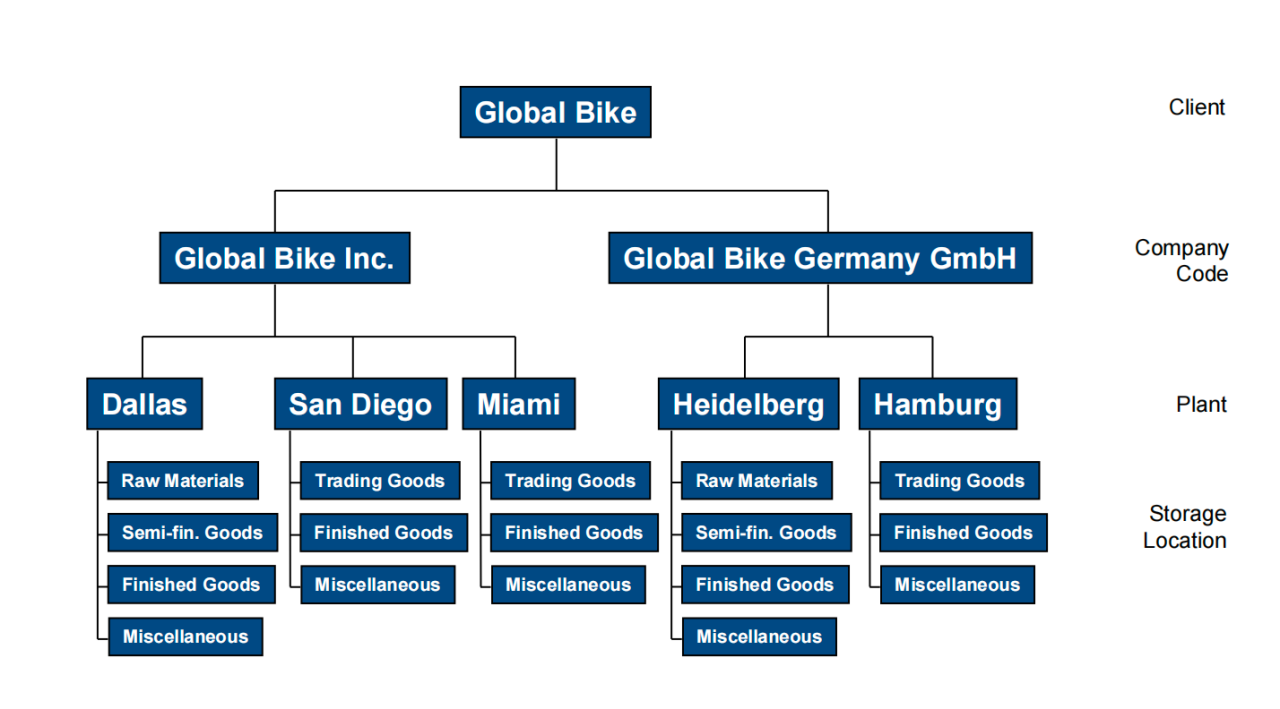 Global Bike
Client
Global Bike Inc.
Global Bike Germany GmbH
Company
Code
Dallas
San Diego
Miami
Heidelberg
Hamburg
Plant
Raw Materials
Trading Goods
Trading Goods
Raw Materials
Trading Goods
Semi-fin. Goods
Finished Goods
Finished Goods
Semi-fin. Goods
Finished Goods
Storage
Location
Finished Goods
Miscellaneous
Miscellaneous
Finished Goods
Miscellaneous
Miscellaneous
Miscellaneous